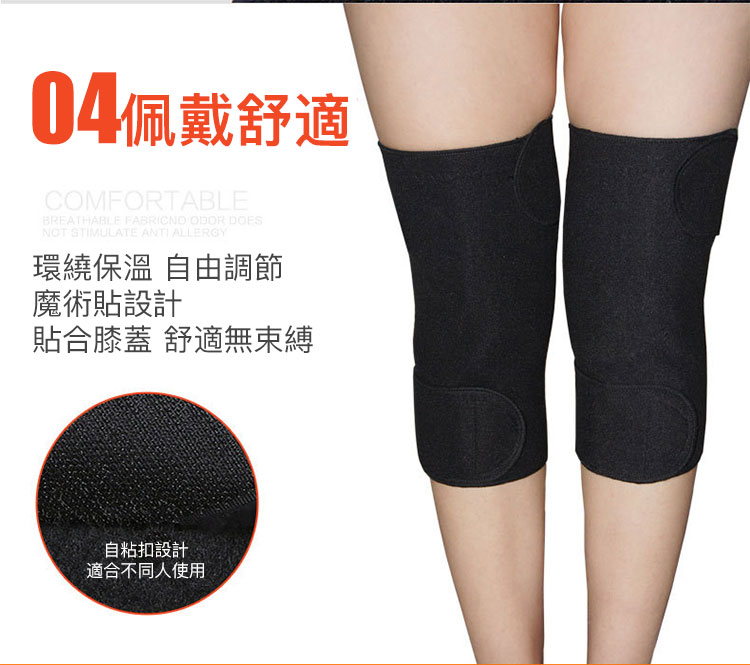 04佩戴舒適
COMFORTABLE
BREATHABLE FABRICNO ODOR DOES
NOT STIMULATE ANTI ALLERGY
環繞保溫 自由調節
魔術貼設計
貼合膝蓋 舒適無束縛
自粘扣設計
適合不同人使用